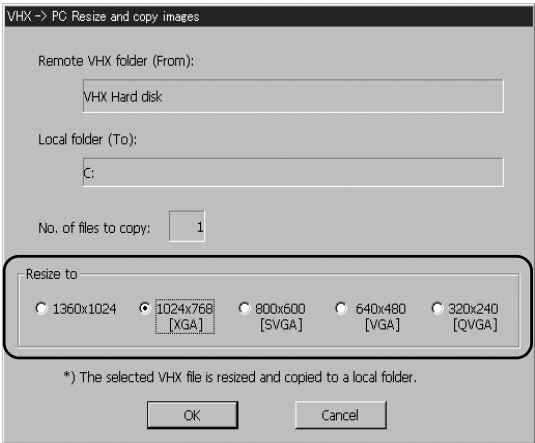 VHX -> PC Resize and copy images
Remote VHX folder (From):
VHX Hard disk
Local folder (To):
C:
No. of files to copy: 1
Resize to
1360x1024 1024x768 800x600 640x480 320x240
[XGA] [SVGA] [VGA] [QVGA]
*) The selected VHX file is resized and copied to a local folder.
OK Cancel